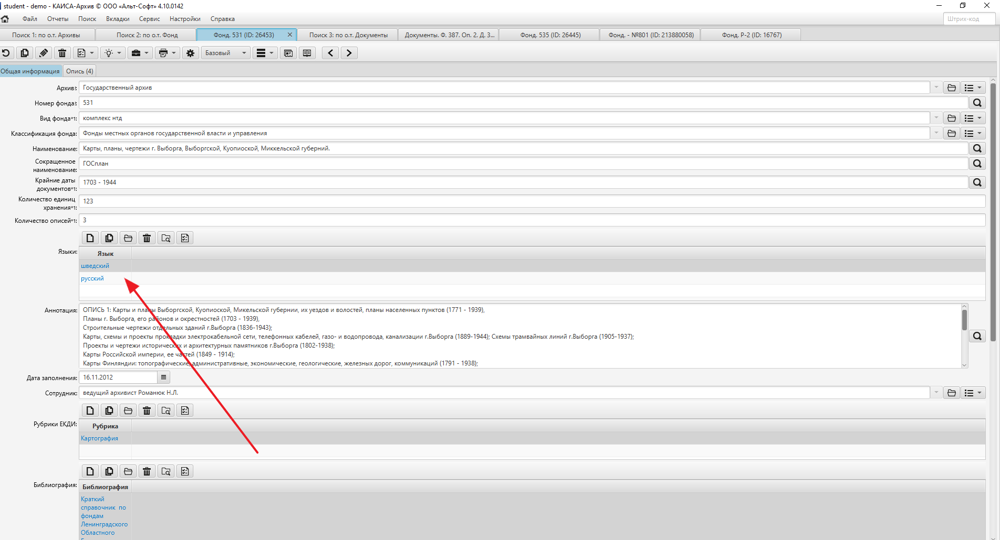 student - demo - КАИСА-Архив © ООО «Альт-Софт» 4.10.0142
Файл Отчеты Поиск Вкладки Сервис Настройки Справка Штрих-код
Поиск 1: по о.т. Архивы Поиск 2: по о.т. Фонд Фонд. 531 (ID: 26453) Поиск 3: по о.т. Документы Документы. Ф. 387. Оп. 2. Д. 3... Фонд. 535 (ID: 26445) Фонд. - №801 (ID: 213880058) Фонд. Р-2 (ID: 16767)
Базовый
Общая информация Опись (4)
Архив: Государственный архив
Номер фонда: 531
Вид фонда*1: комплекс нтд
Классификация фонда: Фонды местных органов государственной власти и управления
Наименование: Карты, планы, чертежи г. Выборга, Выборгской, Куопиоской, Миккельской губерний.
Сокращенное
наименование: ГОСплан
Крайние даты
документов*1: 1703 - 1944
Количество единиц
хранения*1: 123
Количество описей*1: 3
Языки:
Язык
шведский
русский
Аннотация: ОПИСЬ 1: Карты и планы Выборгской, Куопиоской, Микельской губернии, их уездов и волостей, планы населенных пунктов (1771 - 1939),
Планы г. Выборга, его районов и окрестностей (1703 - 1939),
Строительные чертежи отдельных зданий г.Выборга (1836-1943);
Карты, схемы и проекты прокладки электрокабельной сети, телефонных кабелей, газо- и водопровода, канализации г.Выборга (1889-1944); Схемы трамвайных линий г.Выборга (1905-1937);
Проекты и чертежи исторических и архитектурных памятников г.Выборга (1802-1938);
Карты Российской империи, ее частей (1849 - 1914);
Карты Финляндии: топографические, административные, экономические, геологические, железных дорог, коммуникаций (1791 - 1938);
Дата заполнения: 16.11.2012
Сотрудник: ведущий архивист Романюк Н.Л.
Рубрики ЕКДИ:
Рубрика
Картография
Библиография:
Библиография
Краткий
справочник по
фондам
Ленинградского
Областного